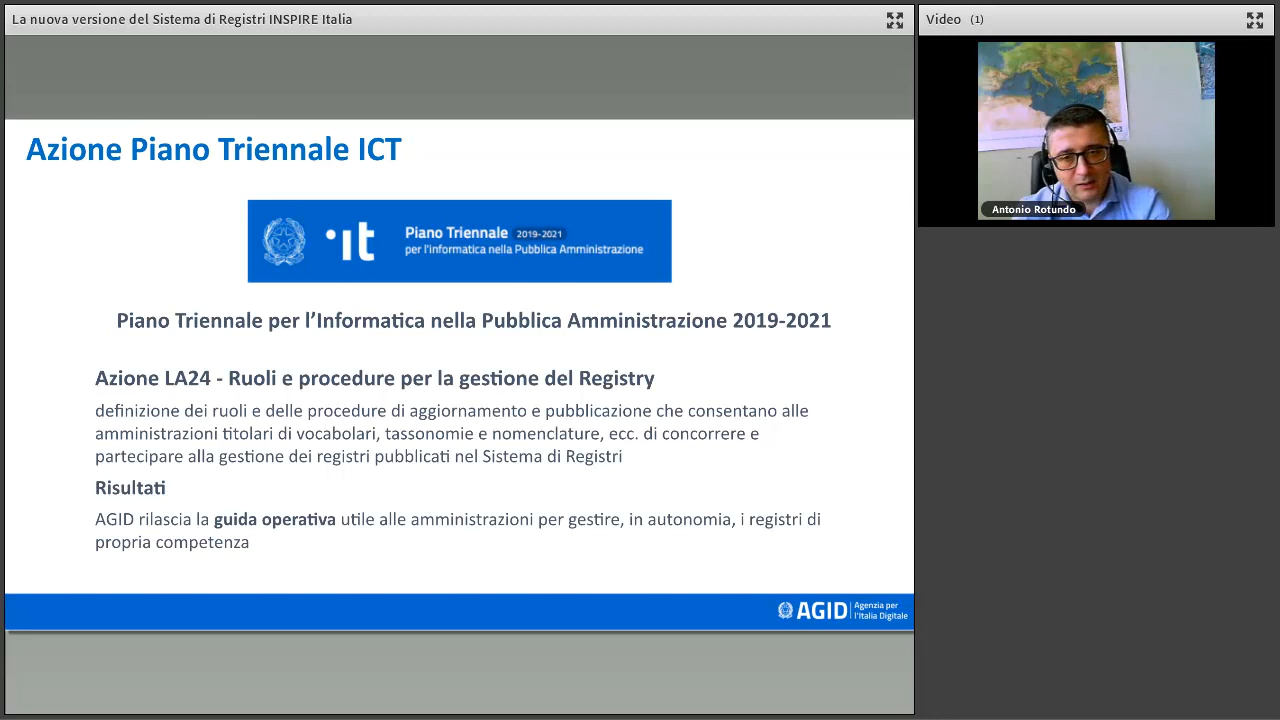 La nuova versione del Sistema di Registri INSPIRE Italia
Video (1)
Antonio Rotundo
Azione Piano Triennale ICT
it
Piano Triennale 2019-2021
per l'informatica nella Pubblica Amministrazione
Piano Triennale per l’Informatica nella Pubblica Amministrazione 2019-2021
Azione LA24 - Ruoli e procedure per la gestione del Registry
definizione dei ruoli e delle procedure di aggiornamento e pubblicazione che consentano alle
amministrazioni titolari di vocabolari, tassonomie e nomenclature, ecc. di concorrere e
partecipare alla gestione dei registri pubblicati nel Sistema di Registri
Risultati
AGID rilascia la guida operativa utile alle amministrazioni per gestire, in autonomia, i registri di
propria competenza
AGID
Agenzia per
l'Italia Digitale